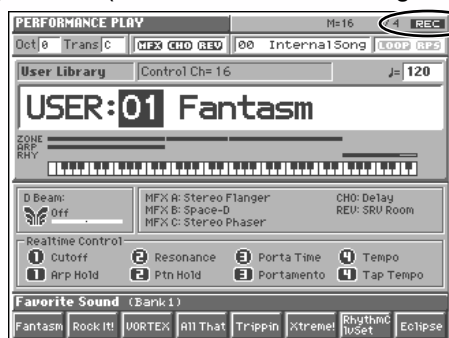 PERFORMANCE PLAY M=16 /4 REC
Oct 0 Trans C MFX CHO REV 00 InternalSong LOOP RPS
User Library Control Ch=16 ♩= 120
USER:01 Fantasm
ZONE
ARP
RHY
D Beam:
Off
MFX A: Stereo Flanger CHO: Delay
MFX B: Space-D REV: SRV Room
MFX C: Stereo Phaser
Realtime Control
1 Cutoff 2 Resonance 3 Porta Time 4 Tempo
1 Arp Hold 2 Ptn Hold 3 Portamento 4 Tap Tempo
Favorite Sound (Bank1)
Fantasm Rock It! VORTEX All That Trippin Xtreme! RhythmC lvSet Eclipse